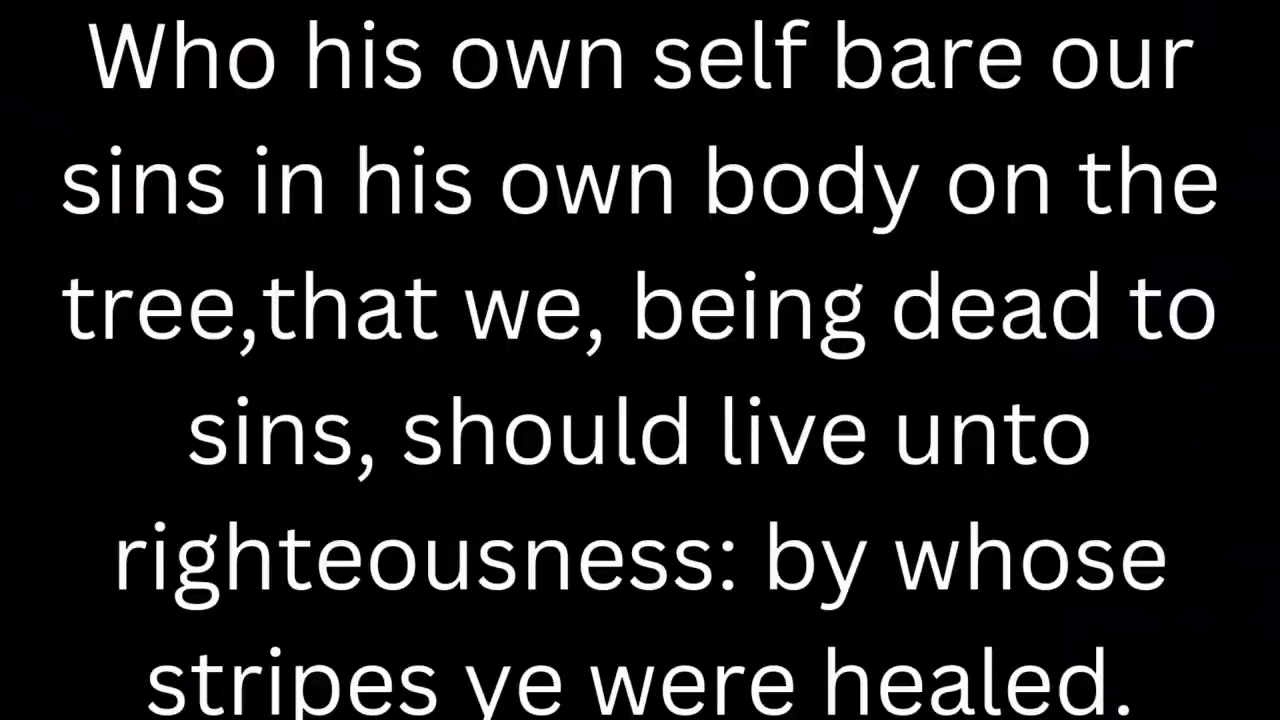 Who his own self bare our
sins in his own body on the
tree,that we, being dead to
sins, should live unto
righteousness: by whose
stripes ye were healed.